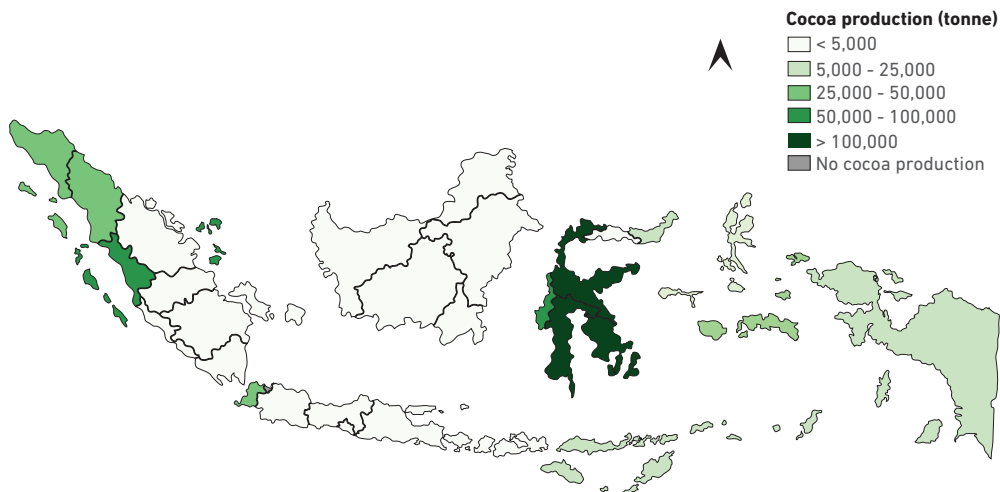 Cocoa production (tonne)
< 5,000
5,000 - 25,000
25,000 - 50,000
50,000 - 100,000
> 100,000
No cocoa production